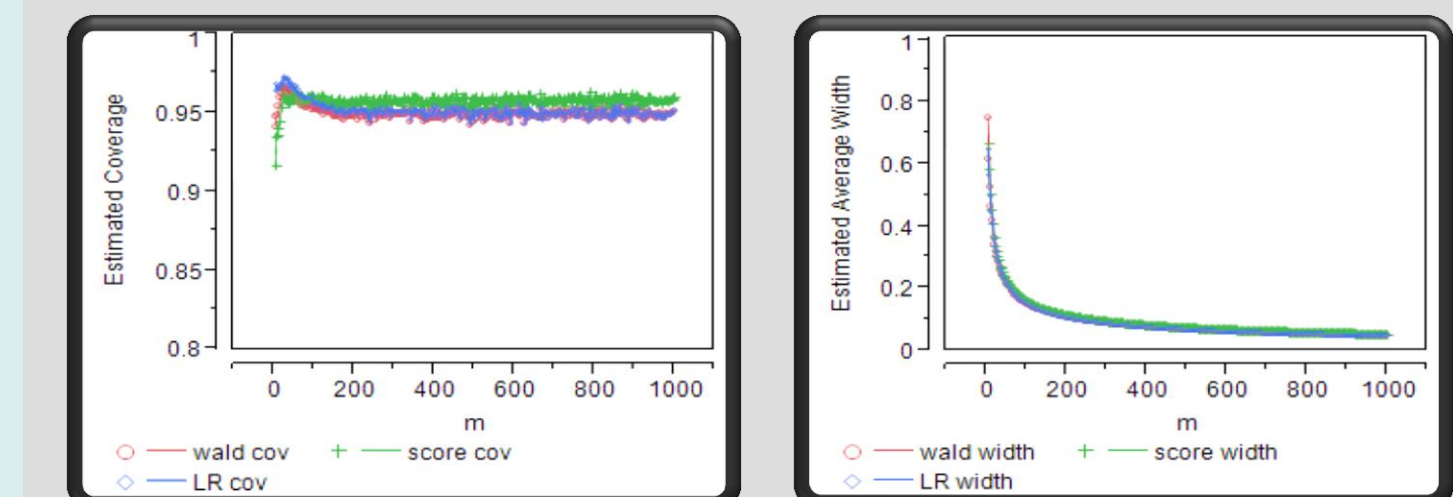 Estimated Coverage
1
0.95
0.9
0.85
0.8
0 200 400 600 800 1000
m
wald cov score cov
LR cov
Estimated Average Width
1
0.8
0.6
0.4
0.2
0
0 200 400 600 800 1000
m
wald width score width
LR width